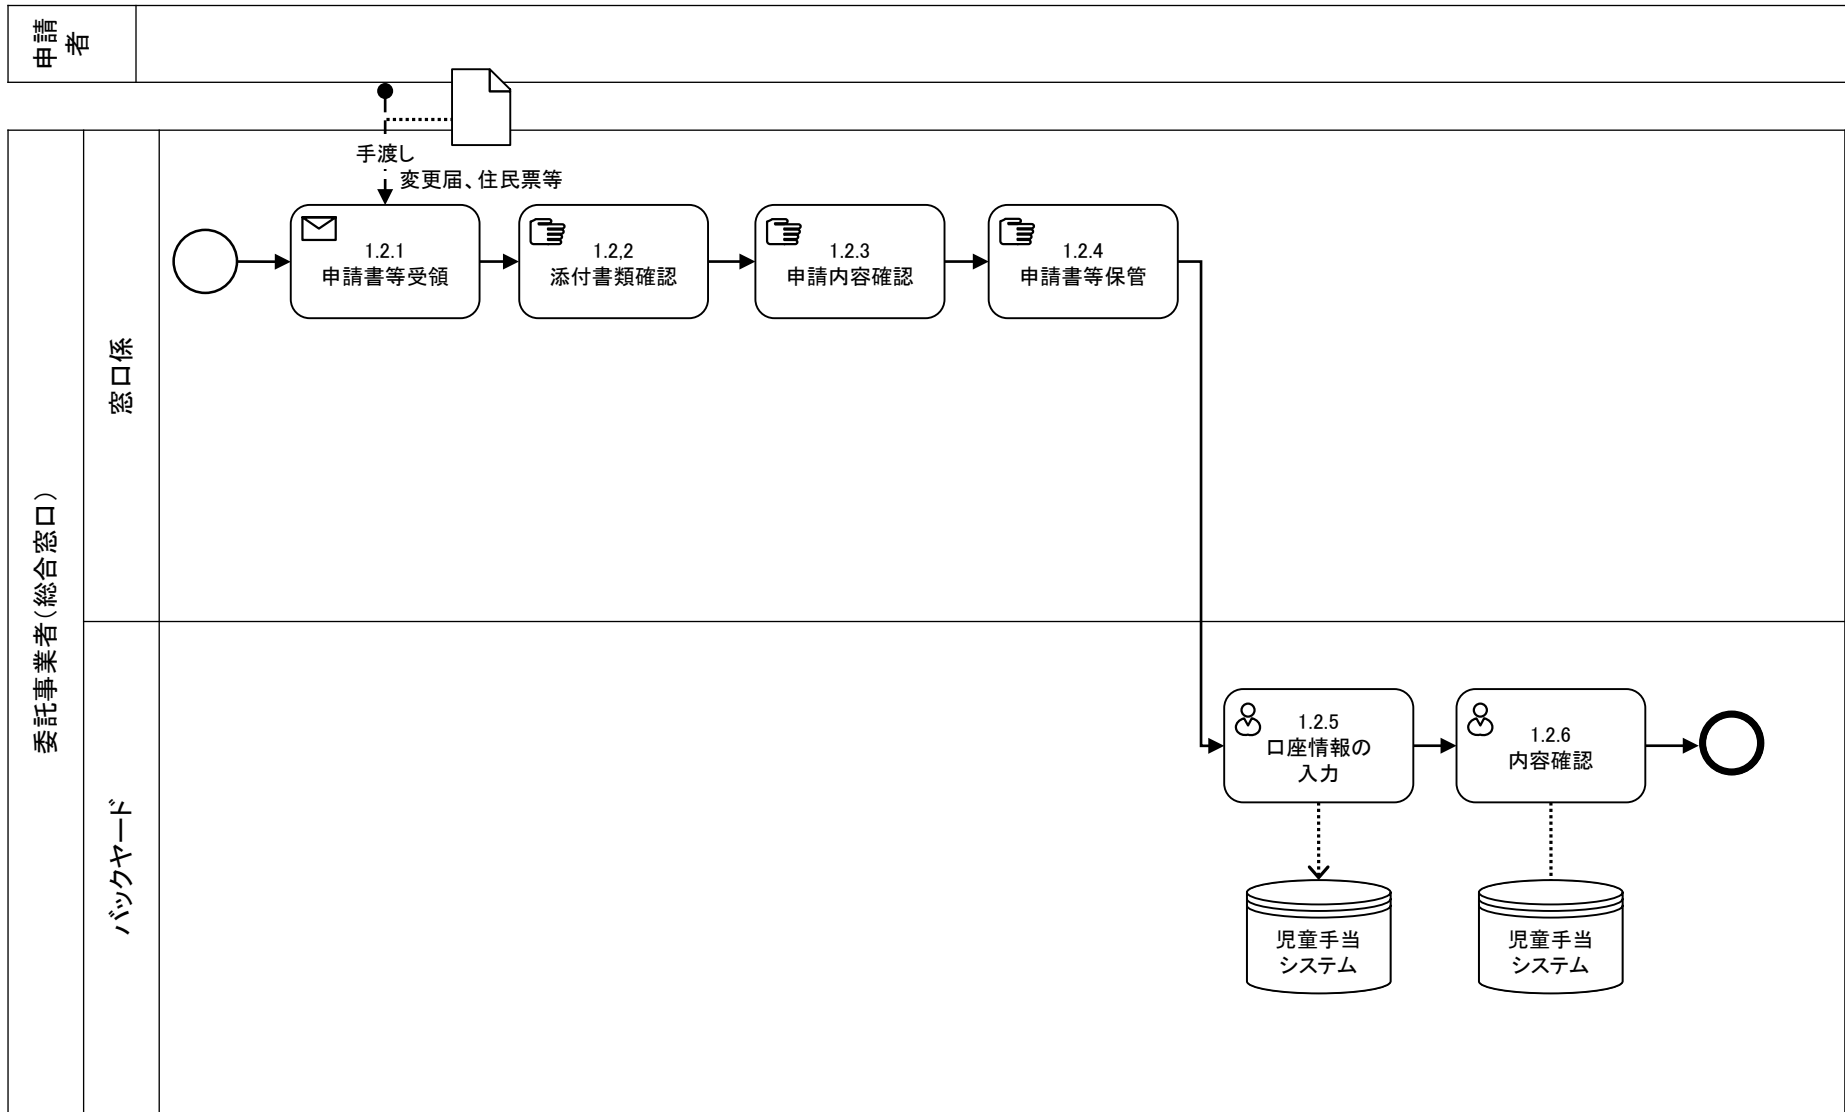 申請
者
手渡し
変更届、住民票等
委託事業者（総合窓口）
窓口係
1.2.1
申請書等受領
1.2,2
添付書類確認
1.2.3
申請内容確認
1.2.4
申請書等保管
バックヤード
1.2.5
口座情報の
入力
1.2.6
内容確認
児童手当
システム
児童手当
システム